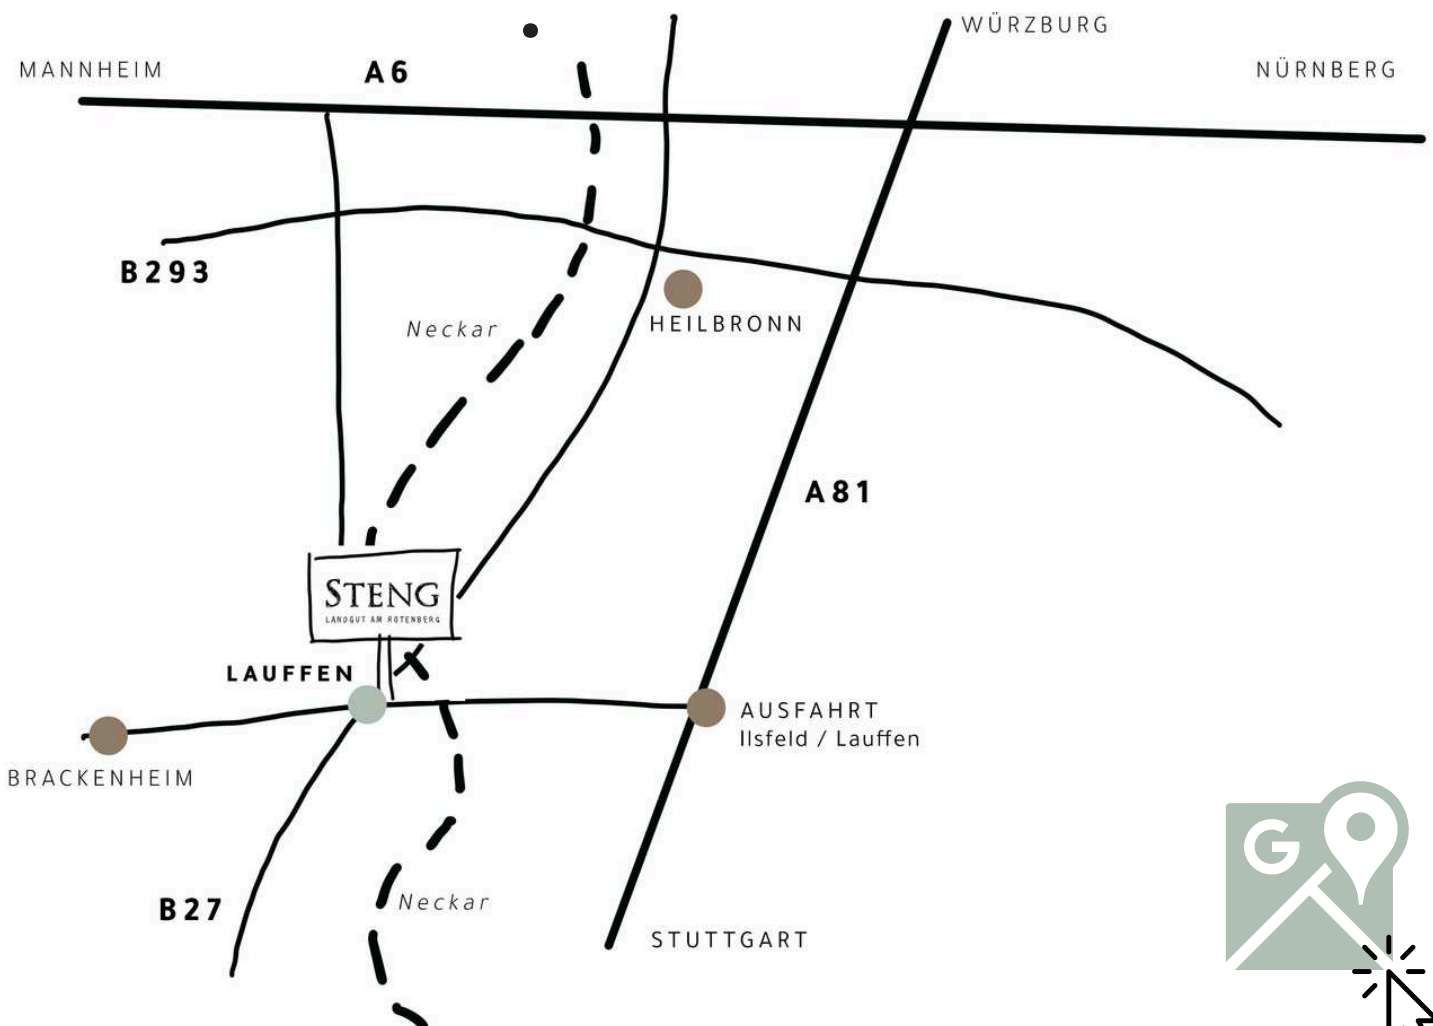 WÜRZBURG
MANNHEIM
A6
NÜRNBERG
B293
Neckar
HEILBRONN
A81
STENG
LANDGUT AM ROTENBERG
LAUFFEN
AUSFAHRT
Ilsfeld / Lauffen
BRACKENHEIM
G
B27
Neckar
STUTTGART